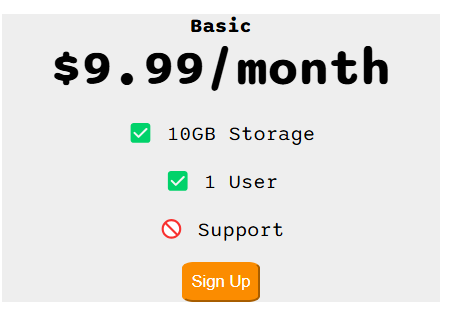 Basic
$9.99/month
10GB Storage
1 User
Support
Sign Up